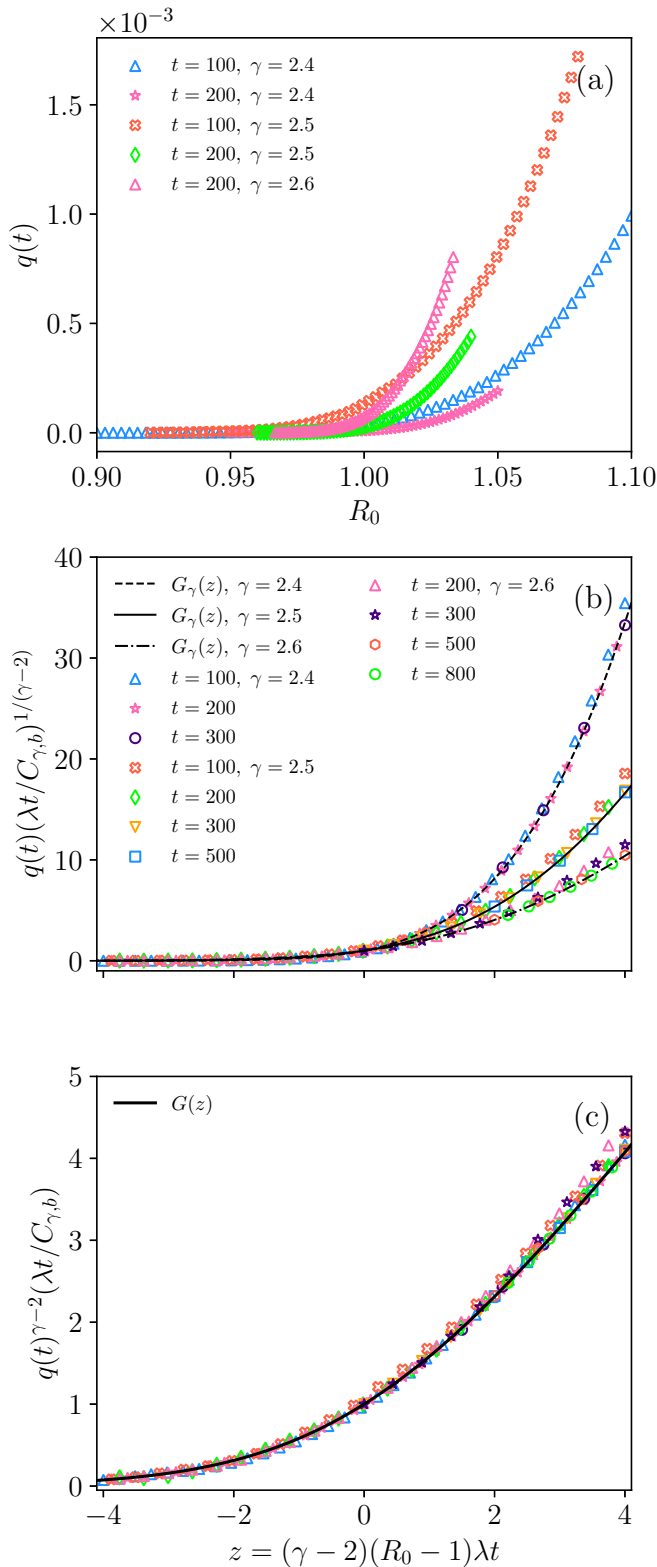 ×10⁻³
(a)
t = 100, γ = 2.4
t = 200, γ = 2.4
t = 100, γ = 2.5
t = 200, γ = 2.5
t = 200, γ = 2.6
1.5
1.0
0.5
0.0
q(t)
0.90 0.95 1.00 1.05 1.10
R₀
(b)
G_γ(z), γ = 2.4
G_γ(z), γ = 2.5
G_γ(z), γ = 2.6
t = 100, γ = 2.4
t = 200
t = 300
t = 100, γ = 2.5
t = 200
t = 300
t = 500
t = 200, γ = 2.6
t = 300
t = 500
t = 800
40
30
20
10
0
q(t)(λt/C_{γ,b})^{1/(γ−2)}
(c)
G(z)
5
4
3
2
1
0
q(t)^{γ−2}(λt/C_{γ,b})
−4 −2 0 2 4
z = (γ − 2)(R₀ − 1)λt